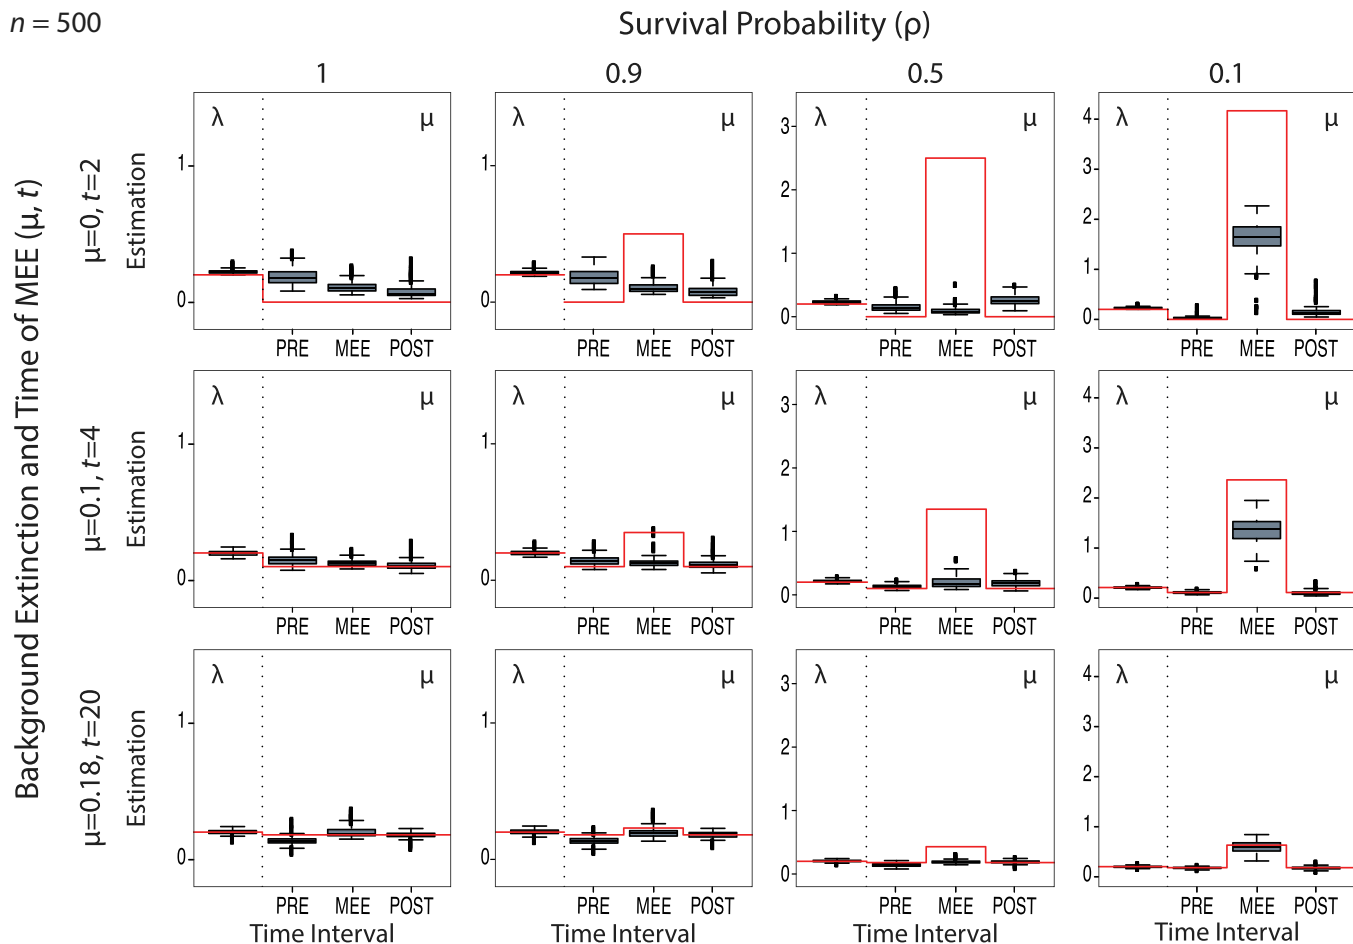 n = 500
Survival Probability (ρ)
1 0.9 0.5 0.1
Background Extinction and Time of MEE (μ, t)
μ=0, t=2
Estimation
λ μ λ μ λ μ λ μ
1 1 3 4
2 3
1 2
1
0 0 0 0
PRE MEE POST PRE MEE POST PRE MEE POST PRE MEE POST
μ=0.1, t=4
Estimation
λ μ λ μ λ μ λ μ
1 1 3 4
2 3
1 2
1
0 0 0 0
PRE MEE POST PRE MEE POST PRE MEE POST PRE MEE POST
μ=0.18, t=20
Estimation
λ μ λ μ λ μ λ μ
1 1 3 4
2 3
1 2
1
0 0 0 0
PRE MEE POST PRE MEE POST PRE MEE POST PRE MEE POST
Time Interval Time Interval Time Interval Time Interval